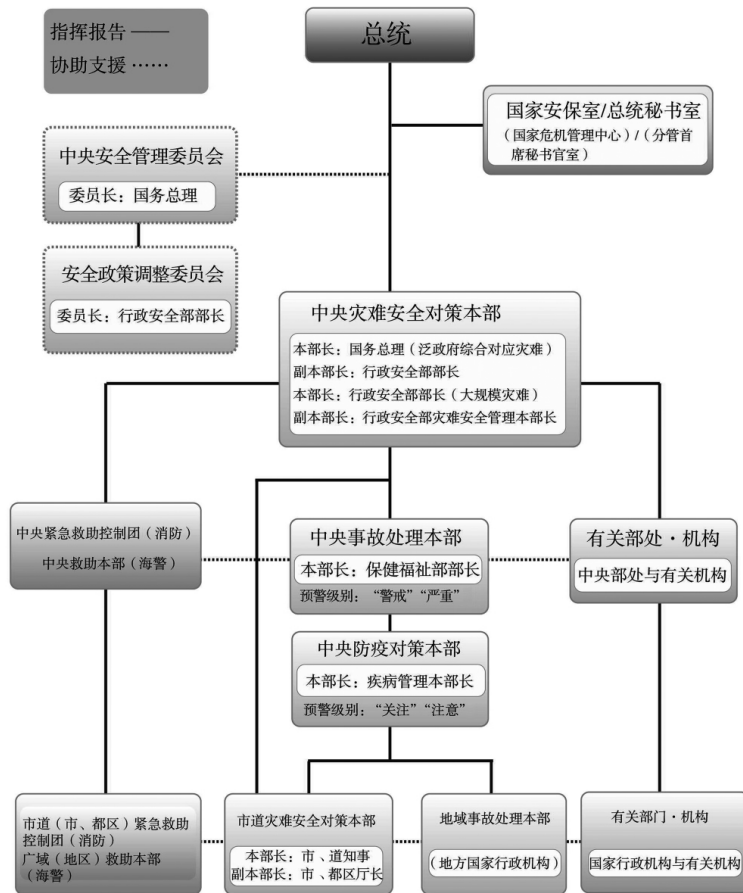 指挥报告 ——
协助支援 ……
总统
国家安保室/总统秘书室
（国家危机管理中心）/（分管首
席秘书官室）
中央安全管理委员会
委员长：国务总理
安全政策调整委员会
委员长：行政安全部部长
中央灾难安全对策本部
本部长：国务总理（泛政府综合对应灾难）
副本部长：行政安全部部长
本部长：行政安全部部长（大规模灾难）
副本部长：行政安全部灾难安全管理本部长
中央紧急救助控制团（消防）
中央救助本部（海警）
中央事故处理本部
本部长：保健福祉部部长
预警级别：“警戒”“严重”
有关部处·机构
中央部处与有关机构
中央防疫对策本部
本部长：疾病管理本部长
预警级别：“关注”“注意”
市道（市、都区）紧急救助
控制团（消防）
广域（地区）救助本部
（海警）
市道灾难安全对策本部
本部长：市、道知事
副本部长：市、都区厅长
地域事故处理本部
（地方国家行政机构）
有关部门·机构
国家行政机构与有关机构